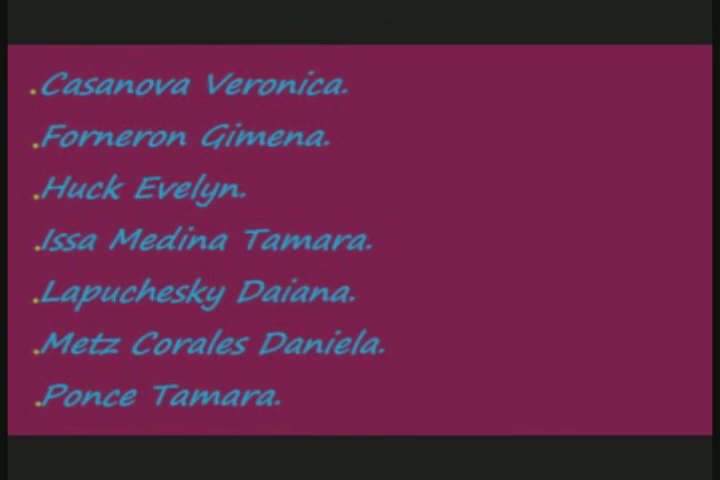 .Casanova Veronica.
.Forneron Gimena.
.Huck Evelyn.
.Issa Medina Tamara.
.Lapuchesky Daiana.
.Metz Corales Daniela.
.Ponce Tamara.